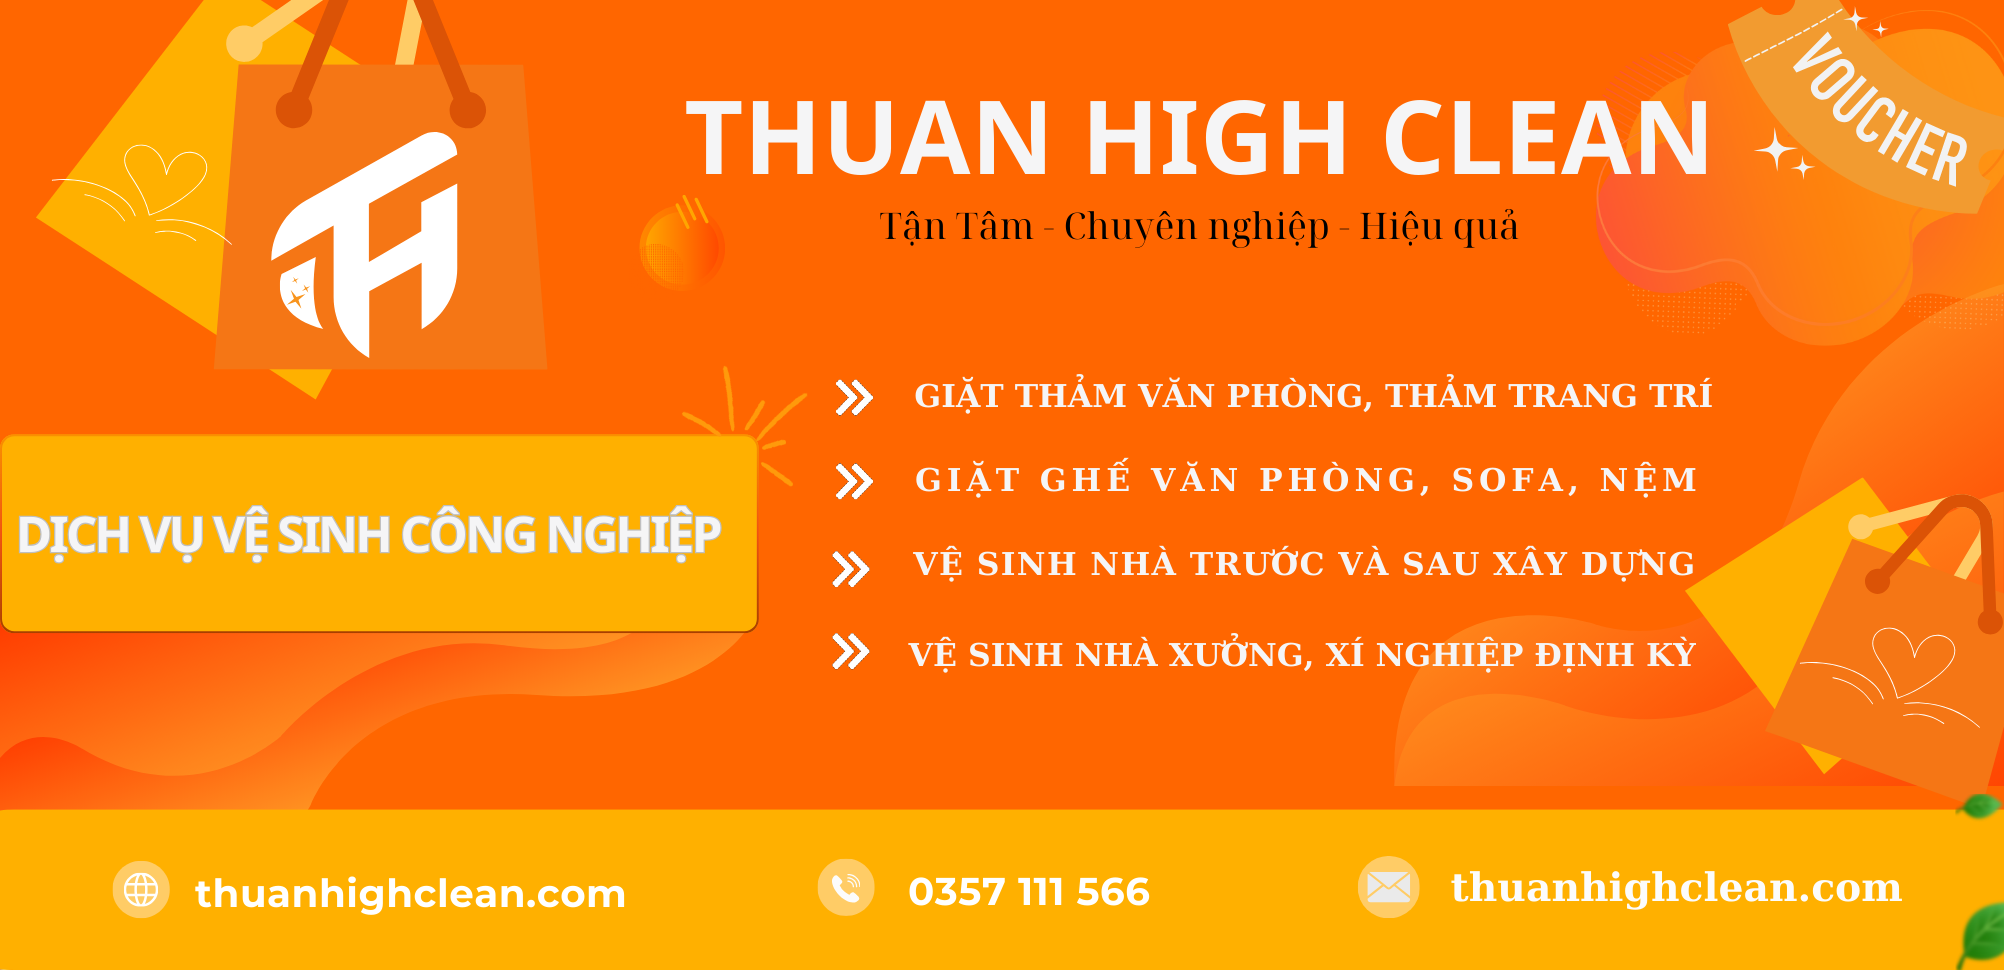 THUAN HIGH CLEAN
VOUCHER
Tận Tâm - Chuyên nghiệp - Hiệu quả
TH
GIẶT THẢM VĂN PHÒNG, THẢM TRANG TRÍ
GIẶT GHẾ VĂN PHÒNG, SOFA, NỆM
VỆ SINH NHÀ TRƯỚC VÀ SAU XÂY DỰNG
VỆ SINH NHÀ XƯỞNG, XÍ NGHIỆP ĐỊNH KỲ
DỊCH VỤ VỆ SINH CÔNG NGHIỆP
thuanhighclean.com
0357 111 566
thuanhighclean.com